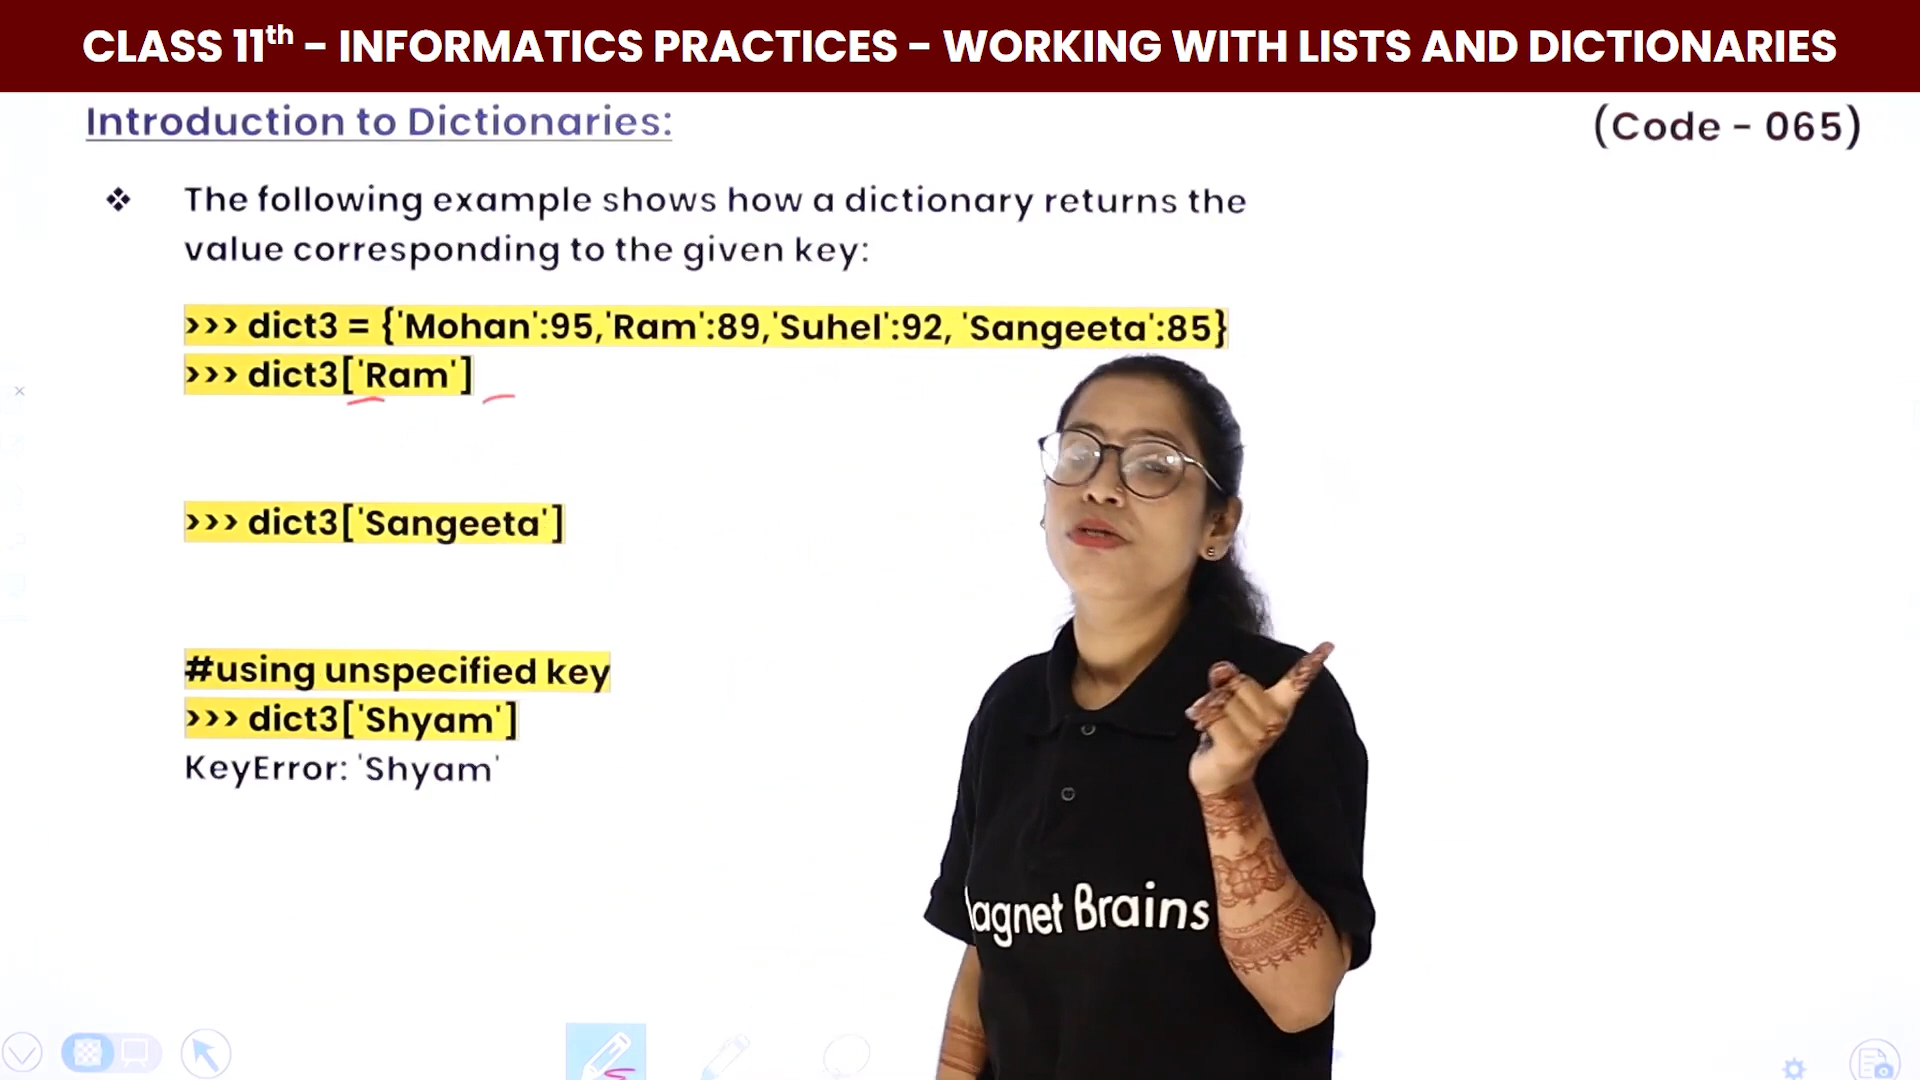 CLASS 11th – INFORMATICS PRACTICES – WORKING WITH LISTS AND DICTIONARIES
Introduction to Dictionaries:
(Code - 065)
❖ The following example shows how a dictionary returns the
value corresponding to the given key:
>>> dict3 = {'Mohan':95,'Ram':89,'Suhel':92, 'Sangeeta':85}
>>> dict3['Ram']
>>> dict3['Sangeeta']
#using unspecified key
>>> dict3['Shyam']
KeyError: 'Shyam'
agnet Brains